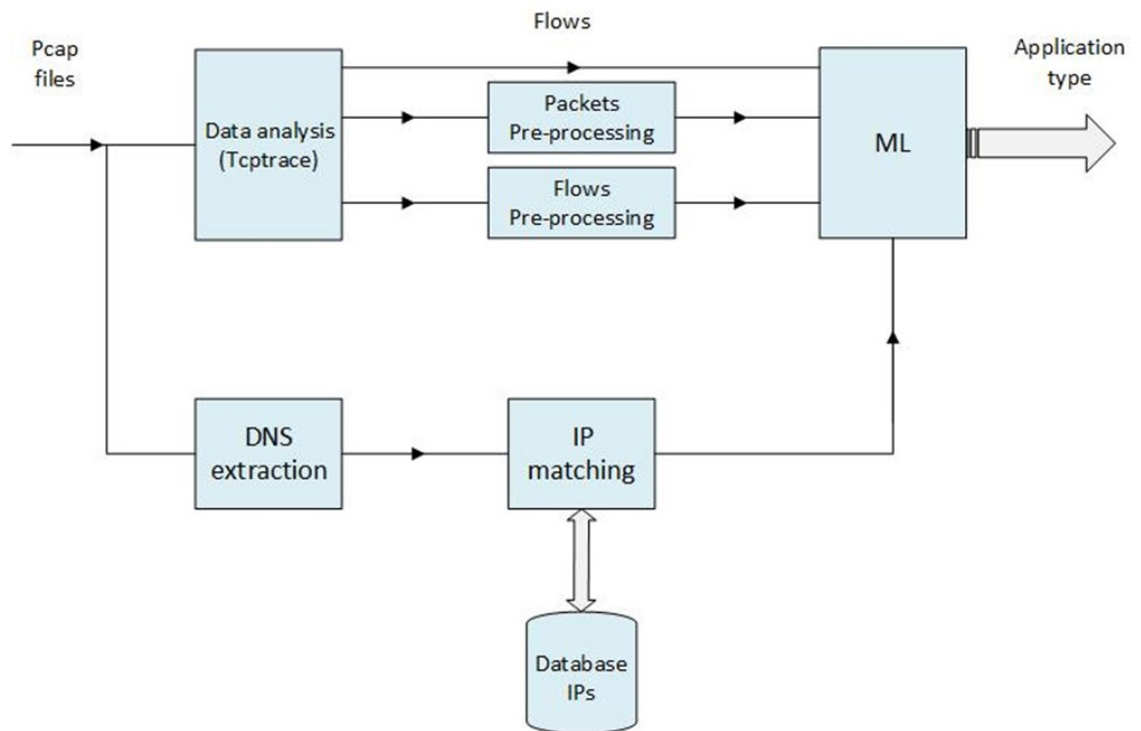 Flows
Pcap
files
Application
type
Data analysis
(Tcptrace)
Packets
Pre-processing
Flows
Pre-processing
ML
DNS
extraction
IP
matching
Database
IPs